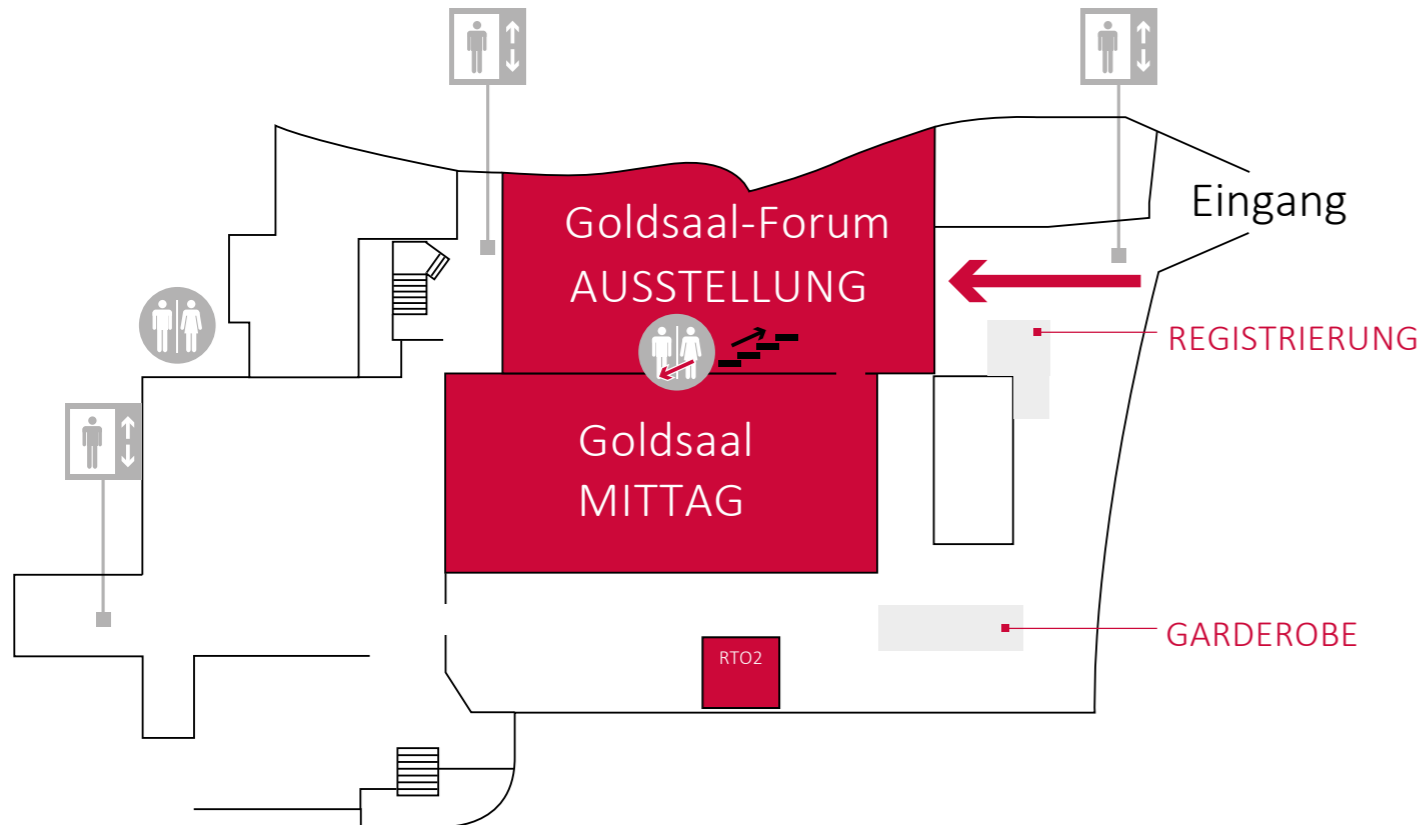 Goldsaal-Forum
AUSSTELLUNG
Eingang
REGISTRIERUNG
Goldsaal
MITTAG
GARDEROBE
RTO2